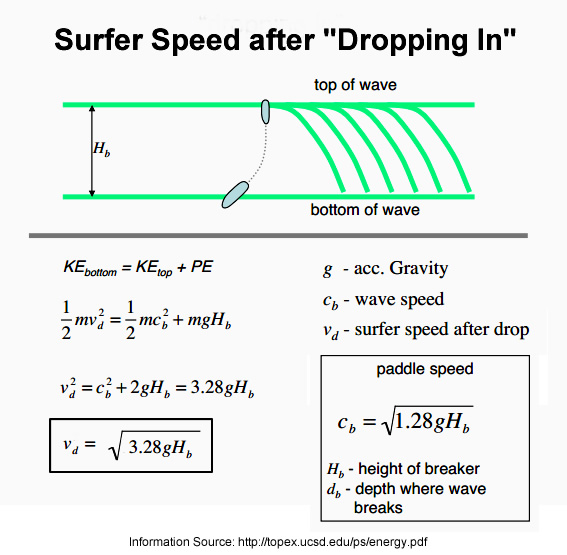 Surfer Speed after "Dropping In"
top of wave
H_b
bottom of wave
KE_bottom = KE_top + PE
1/2 mv_d^2 = 1/2 mc_b^2 + mgH_b
v_d^2 = c_b^2 + 2gH_b = 3.28gH_b
v_d = √3.28gH_b
g - acc. Gravity
c_b - wave speed
v_d - surfer speed after drop
paddle speed
c_b = √1.28gH_b
H_b - height of breaker
d_b - depth where wave
breaks
Information Source: http://topex.ucsd.edu/ps/energy.pdf